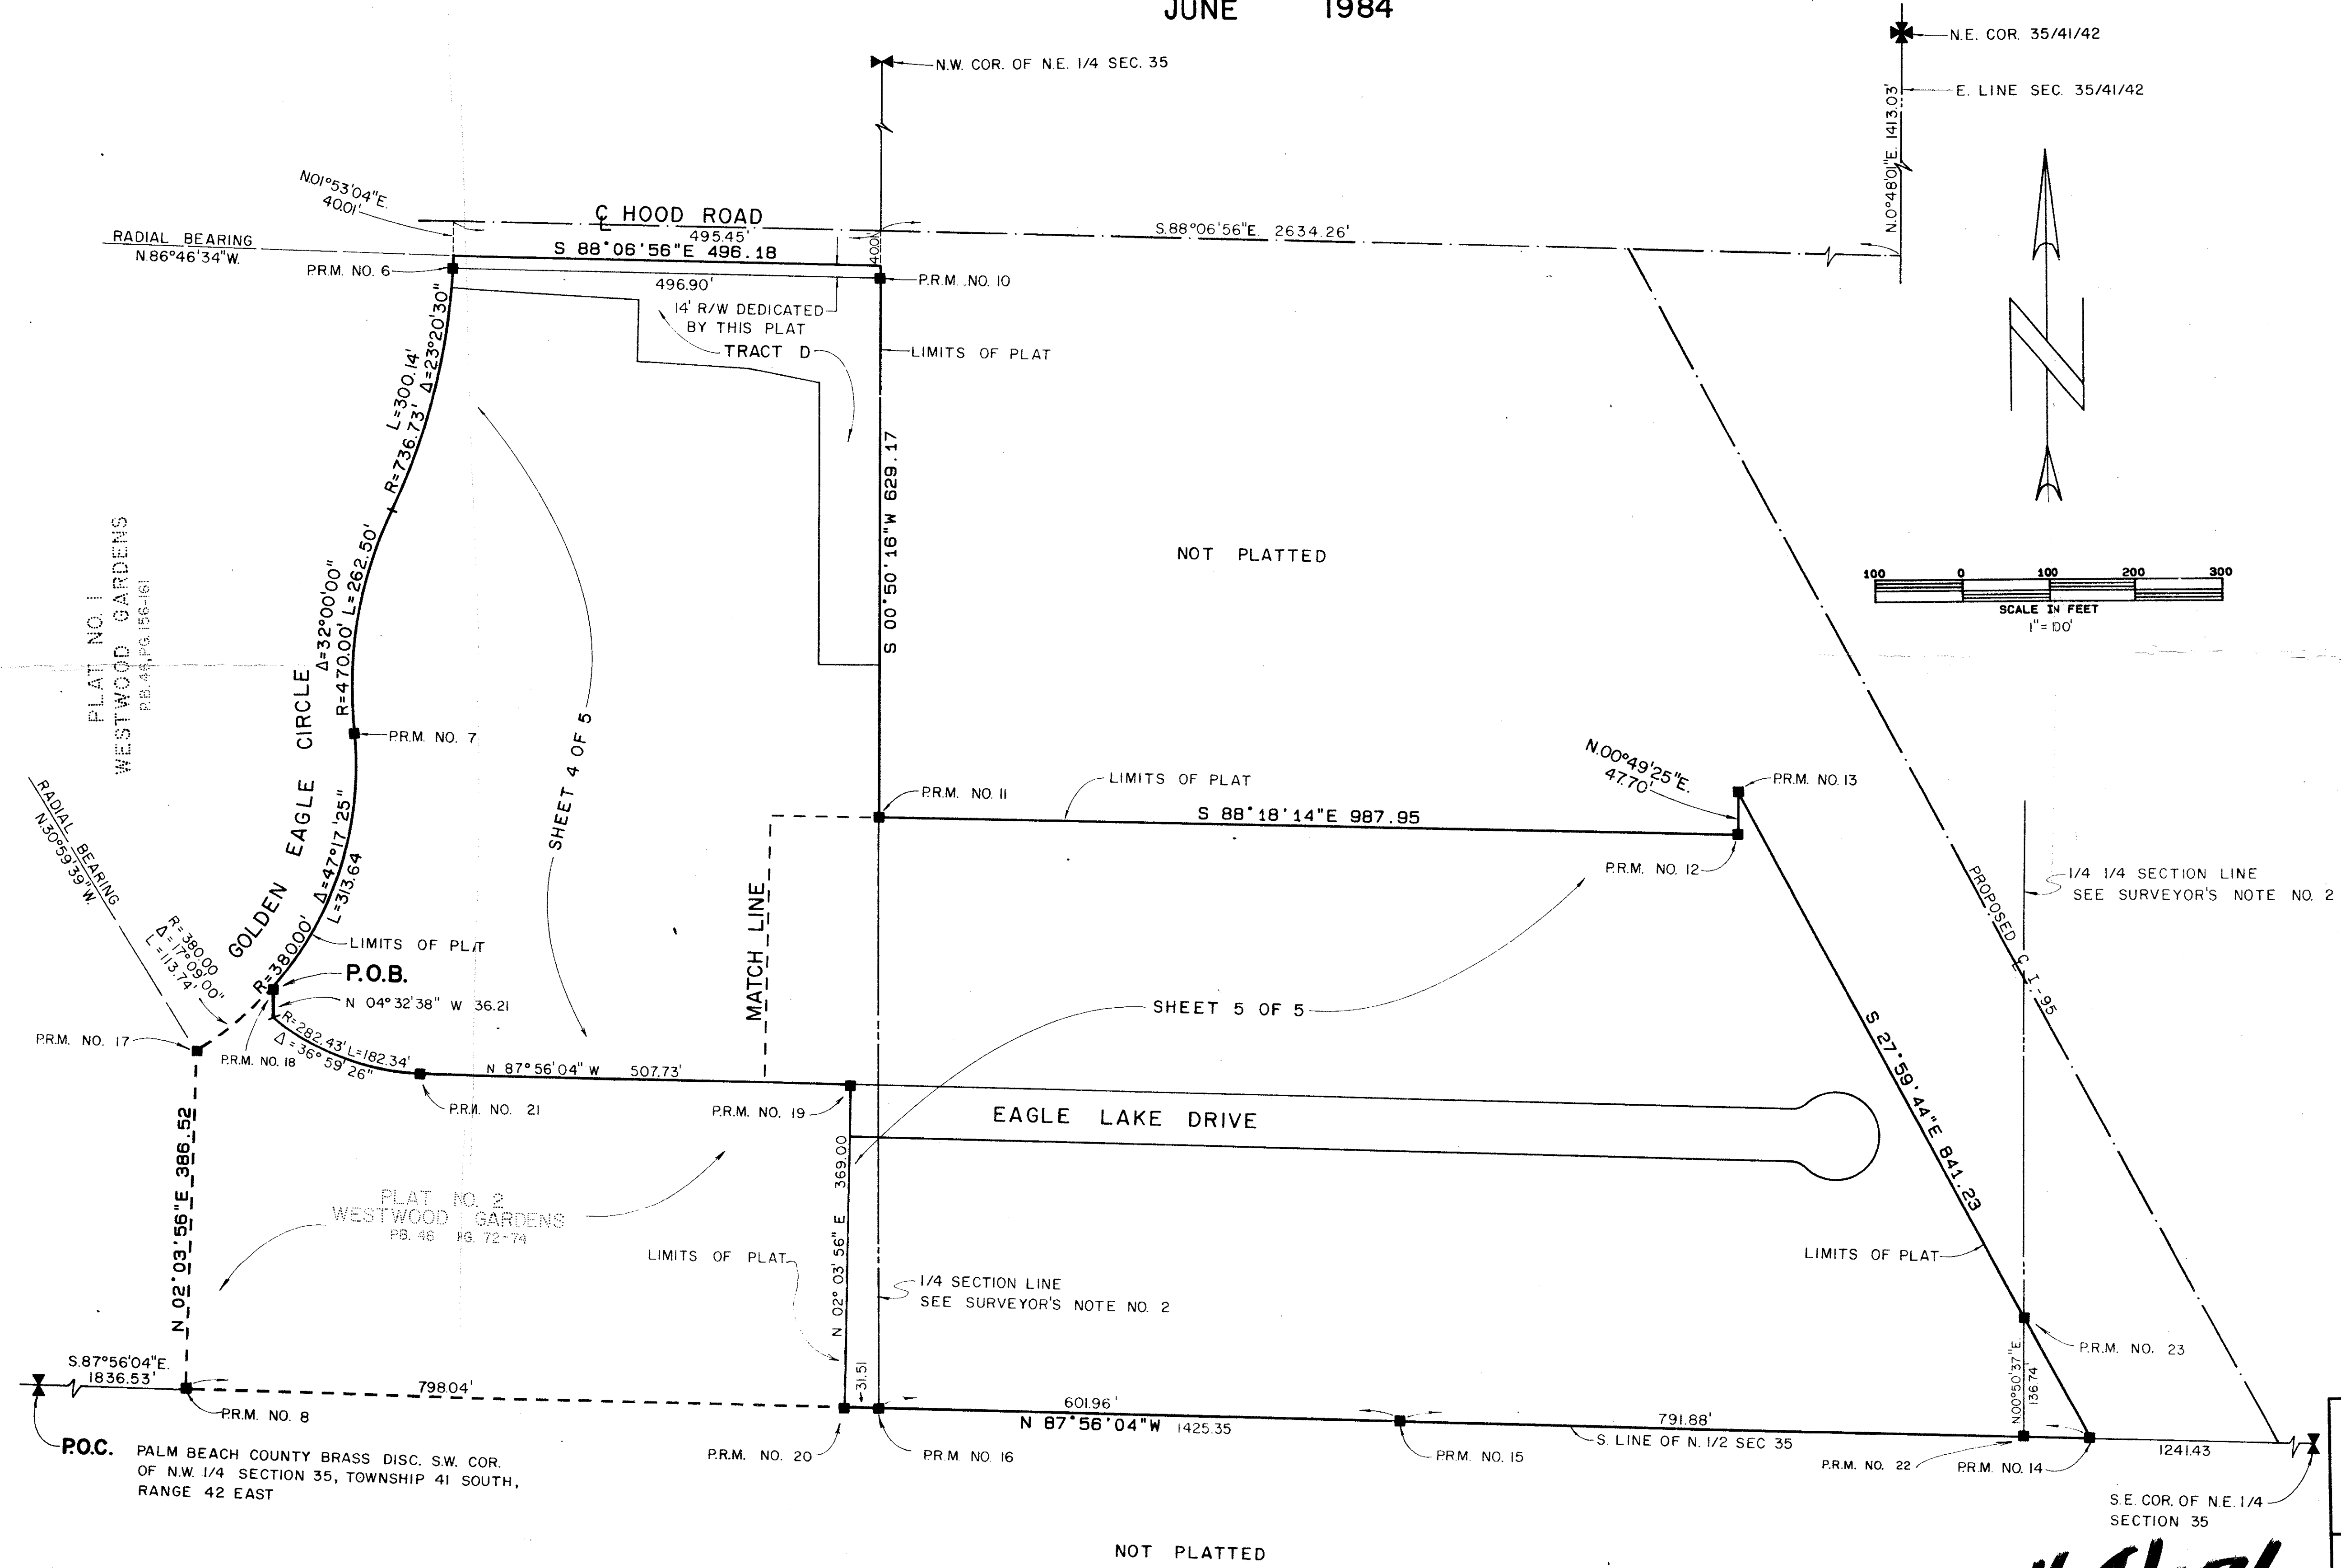 JUNE 1984
N.E. COR. 35/41/42
N.W. COR. OF N.E. 1/4 SEC. 35
E. LINE SEC. 35/41/42
N.0°48'01"E. 1413.03'
N.01°53'04"E.
40.01'
℄ HOOD ROAD
495.45'
S.88°06'56"E. 2634.26'
40.01'
RADIAL BEARING
N.86°46'34"W.
S 88°06'56"E 496.18
P.R.M. NO. 6
P.R.M. NO. 10
496.90'
14' R/W DEDICATED
BY THIS PLAT
TRACT D
LIMITS OF PLAT
L=300.14'
Δ=23°20'30"
R=736.73'
S 00°50'16"W 629.17
NOT PLATTED
100 0 100 200 300
SCALE IN FEET
1"=100'
PLAT NO. 1
WESTWOOD GARDENS
P.B. 46, PG. 156-161
Δ=32°00'00"
R=470.00' L=262.50'
GOLDEN EAGLE CIRCLE
SHEET 4 OF 5
P.R.M. NO. 7
N.00°49'25"E.
47.70'
P.R.M. NO. 13
LIMITS OF PLAT
P.R.M. NO. 11
S 88°18'14"E 987.95
P.R.M. NO. 12
PROPOSED ℄ I-95
1/4 1/4 SECTION LINE
SEE SURVEYOR'S NOTE NO. 2
RADIAL BEARING
N.30°59'39"W.
Δ=47°17'25"
L=313.64
R=380.00'
R=380.00
Δ=17°09'00"
L=113.74'
LIMITS OF PLAT
P.O.B.
N 04°32'38" W 36.21
MATCH LINE
SHEET 5 OF 5
P.R.M. NO. 17
P.R.M. NO. 18
R=282.43' L=182.34'
Δ=36°59'26"
N 87°56'04" W 507.73'
P.R.M. NO. 21
P.R.M. NO. 19
EAGLE LAKE DRIVE
S 27°59'44"E 841.23
N 02°03'56"E 386.52
PLAT NO. 2
WESTWOOD GARDENS
PB. 48 PG. 72-74
N 02°03'56" E 369.00
LIMITS OF PLAT
LIMITS OF PLAT
1/4 SECTION LINE
SEE SURVEYOR'S NOTE NO. 2
P.R.M. NO. 23
N.00°50'37"E.
136.74'
S.87°56'04"E.
1836.53'
798.04'
31.51
601.96'
N 87°56'04"W 1425.35
791.88'
S. LINE OF N. 1/2 SEC 35
1241.43
P.R.M. NO. 8
P.R.M. NO. 20
P.R.M. NO. 16
P.R.M. NO. 15
P.R.M. NO. 22
P.R.M. NO. 14
P.O.C. PALM BEACH COUNTY BRASS DISC. S.W. COR.
OF N.W. 1/4 SECTION 35, TOWNSHIP 41 SOUTH,
RANGE 42 EAST
S.E. COR. OF N.E. 1/4
SECTION 35
NOT PLATTED